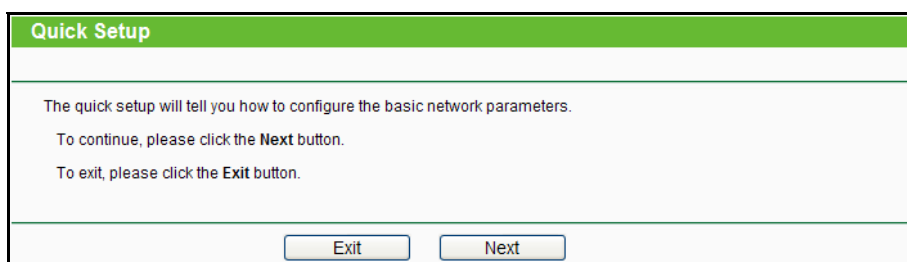 Quick Setup
The quick setup will tell you how to configure the basic network parameters.
To continue, please click the Next button.
To exit, please click the Exit button.
Exit Next